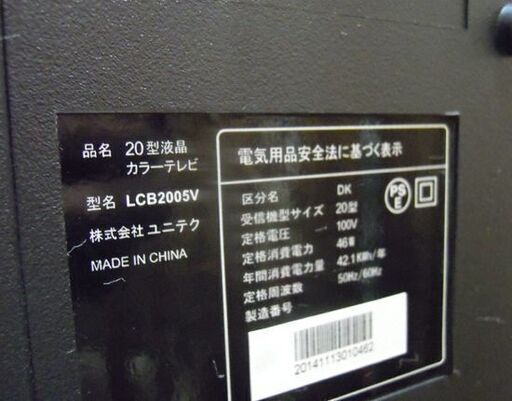 品名 20型液晶
カラーテレビ
型名 LCB2005V
株式会社 ユニテク
MADE IN CHINA
電気用品安全法に基づく表示
区分名 DK
受信機型サイズ 20型
定格電圧 100V
定格消費電力 46W
年間消費電力量 42.1KWh/年
定格周波数 50Hz/60Hz
製造番号
PS
E
20141113010462